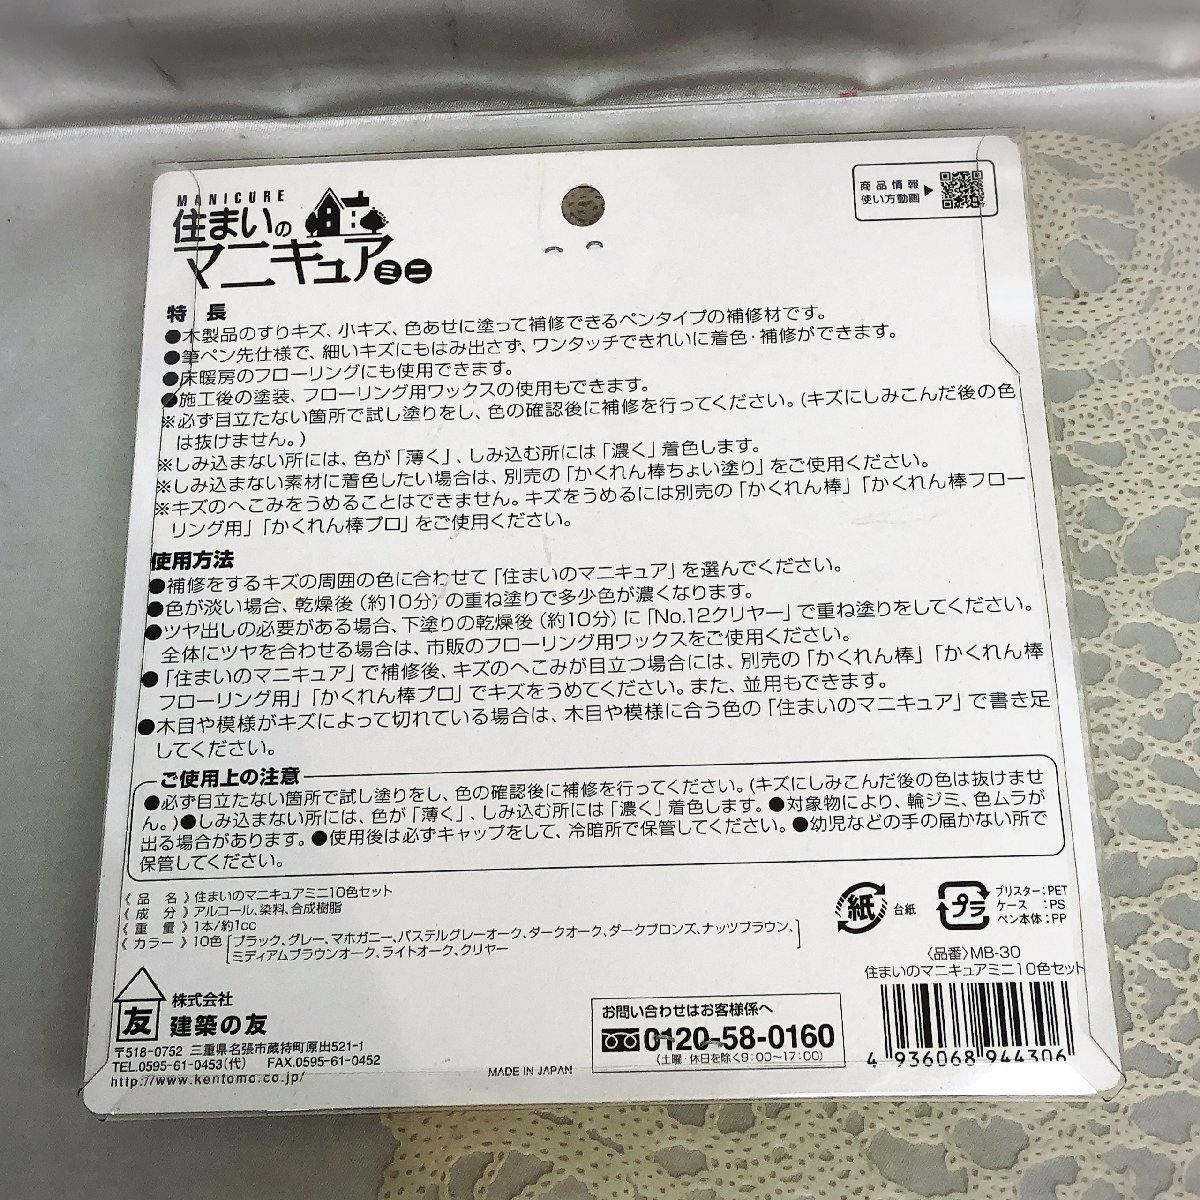 MANICURE
住まいの
マニキュアミニ
商品情報
使い方動画
特 長
●木製品のすりキズ、小キズ、色あせに塗って補修できるペンタイプの補修材です。
●筆ペン先仕様で、細いキズにもはみ出さず、ワンタッチできれいに着色・補修ができます。
●床暖房のフローリングにも使用できます。
●施工後の塗装、フローリング用ワックスの使用もできます。
※必ず目立たない箇所で試し塗りをし、色の確認後に補修を行ってください。(キズにしみこんだ後の色
は抜けません。)
※しみ込まない所には、色が「薄く」、しみ込む所には「濃く」着色します。
※しみ込まない素材に着色したい場合は、別売の「かくれん棒ちょい塗り」をご使用ください。
※キズのへこみをうめることはできません。キズをうめるには別売の「かくれん棒」「かくれん棒フロー
リング用」「かくれん棒プロ」をご使用ください。
使用方法
●補修をするキズの周囲の色に合わせて「住まいのマニキュア」を選んでください。
●色が淡い場合、乾燥後(約10分)の重ね塗りで多少色が濃くなります。
●ツヤ出しの必要がある場合、下塗りの乾燥後(約10分)に「No.12クリヤー」で重ね塗りをしてください。
全体にツヤを合わせる場合は、市販のフローリング用ワックスをご使用ください。
●「住まいのマニキュア」で補修後、キズのへこみが目立つ場合には、別売の「かくれん棒」「かくれん棒
フローリング用」「かくれん棒プロ」でキズをうめてください。また、並用もできます。
●木目や模様がキズによって切れている場合は、木目や模様に合う色の「住まいのマニキュア」で書き足
してください。
ご使用上の注意
●必ず目立たない箇所で試し塗りをし、色の確認後に補修を行ってください。(キズにしみこんだ後の色は抜けませ
ん。)●しみ込まない所には、色が「薄く」、しみ込む所には「濃く」着色します。●対象物により、輪ジミ、色ムラが
出る場合があります。●使用後は必ずキャップをして、冷暗所で保管してください。●幼児などの手の届かない所で
保管してください。
《品 名》住まいのマニキュアミニ10色セット
《成 分》アルコール、染料、合成樹脂
《重 量》1本/約1cc
《カラー》10色[ブラック、グレー、マホガニー、パステルグレーオーク、ダークオーク、ダークブロンズ、ナッツブラウン、
ミディアムブラウンオーク、ライトオーク、クリヤー]
紙 台紙
プラ
ブリスター:PET
ケース :PS
ペン本体:PP
〈品番〉MB-30
住まいのマニキュアミニ10色セット
4 936068 944306
友
株式会社
建築の友
〒518-0752 三重県名張市蔵持町原出521-1
TEL.0595-61-0453(代) FAX.0595-61-0452
http://www.kentomo.co.jp/
MADE IN JAPAN
お問い合わせはお客様係へ
0120-58-0160
(土曜・休日を除く9:00~17:00)